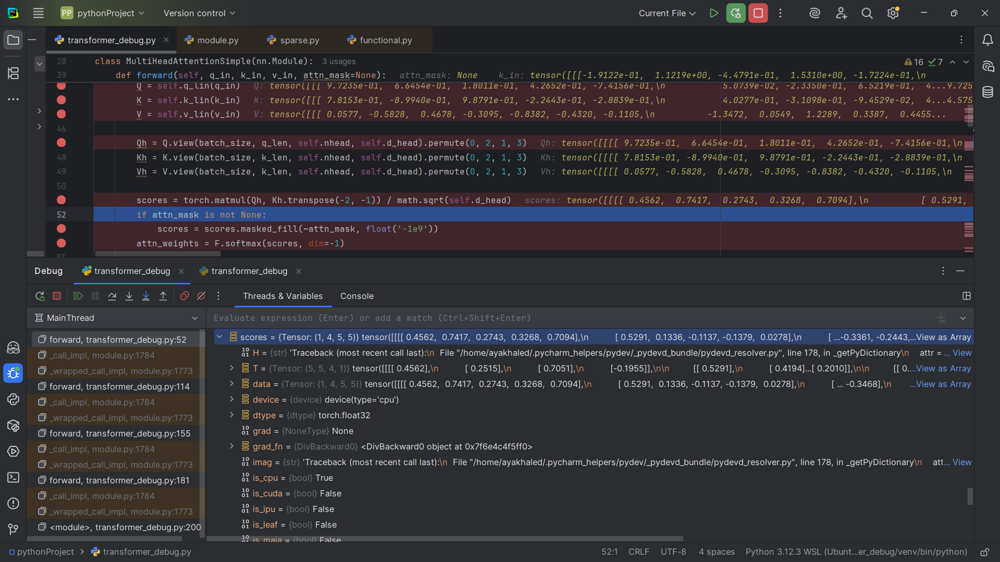 PC
PP pythonProject Version control Current File
transformer_debug.py module.py sparse.py functional.py
28 class MultiHeadAttentionSimple(nn.Module): 3 usages 16 7
39 def forward(self, q_in, k_in, v_in, attn_mask=None): attn_mask: None k_in: tensor([[[-1.9122e-01, 1.1219e+00, -4.4791e-01, 1.5310e+00, -1.7224e-01,\n
Q = self.q_lin(q_in) Q: tensor([[[ 9.7235e-01, 6.6454e-01, 1.8011e-01, 4.2652e-01, -7.4156e-01,\n 5.0739e-02, -2.3350e-01, 6.5219e-01, 4...9.725
K = self.k_lin(k_in) K: tensor([[[ 7.8153e-01, -8.9940e-01, 9.8791e-01, -2.2443e-01, -2.8839e-01,\n 4.0277e-01, -3.1098e-01, -9.4529e-02, 4...4.575
V = self.v_lin(v_in) V: tensor([[[ 0.0577, -0.5828, 0.4678, -0.3095, -0.8382, -0.4320, -0.1105,\n -1.3472, 0.0549, 1.2289, 0.3387, 0.4455...
46
Qh = Q.view(batch_size, q_len, self.nhead, self.d_head).permute(0, 2, 1, 3) Qh: tensor([[[[ 9.7235e-01, 6.6454e-01, 1.8011e-01, 4.2652e-01, -7.4156e-01,\n
48 Kh = K.view(batch_size, k_len, self.nhead, self.d_head).permute(0, 2, 1, 3) Kh: tensor([[[[ 7.8153e-01, -8.9940e-01, 9.8791e-01, -2.2443e-01, -2.8839e-01,\n
49 Vh = V.view(batch_size, k_len, self.nhead, self.d_head).permute(0, 2, 1, 3) Vh: tensor([[[[ 0.0577, -0.5828, 0.4678, -0.3095, -0.8382, -0.4320, -0.1105,\n
50
scores = torch.matmul(Qh, Kh.transpose(-2, -1)) / math.sqrt(self.d_head) scores: tensor([[[[ 0.4562, 0.7417, 0.2743, 0.3268, 0.7094],\n [ 0.5291,
52 if attn_mask is not None:
scores = scores.masked_fill(~attn_mask, float('-1e9'))
attn_weights = F.softmax(scores, dim=-1)
55
Debug transformer_debug transformer_debug
Threads & Variables Console
MainThread Evaluate expression (Enter) or add a watch (Ctrl+Shift+Enter)
forward, transformer_debug.py:52
_call_impl, module.py:1784
_wrapped_call_impl, module.py:1773
forward, transformer_debug.py:114
_call_impl, module.py:1784
_wrapped_call_impl, module.py:1773
forward, transformer_debug.py:155
_call_impl, module.py:1784
_wrapped_call_impl, module.py:1773
forward, transformer_debug.py:181
_call_impl, module.py:1784
_wrapped_call_impl, module.py:1773
<module>, transformer_debug.py:200
scores = {Tensor: (1, 4, 5, 5)} tensor([[[[ 0.4562, 0.7417, 0.2743, 0.3268, 0.7094],\n [ 0.5291, 0.1336, -0.1137, -0.1379, 0.0278],\n [ ...-0.3361, -0.2443,...View as Array
H = {str} 'Traceback (most recent call last):\n File "/home/ayakhaled/.pycharm_helpers/pydev/_pydevd_bundle/pydevd_resolver.py", line 178, in _getPyDictionary\n attr =... View
T = {Tensor: (5, 5, 4, 1)} tensor([[[[ 0.4562],\n [ 0.2515],\n [ 0.7051],\n [-0.1955]],\n\n [[ 0.5291],\n [ 0.4194]...[ 0.2010]],\n\n [[ 0....View as Array
data = {Tensor: (1, 4, 5, 5)} tensor([[[[ 0.4562, 0.7417, 0.2743, 0.3268, 0.7094],\n [ 0.5291, 0.1336, -0.1137, -0.1379, 0.0278],\n [ ... -0.3468],\n ...View as Array
device = {device} device(type='cpu')
dtype = {dtype} torch.float32
grad = {NoneType} None
grad_fn = {DivBackward0} <DivBackward0 object at 0x7f6e4c4f5ff0>
imag = {str} 'Traceback (most recent call last):\n File "/home/ayakhaled/.pycharm_helpers/pydev/_pydevd_bundle/pydevd_resolver.py", line 178, in _getPyDictionary\n att... View
is_cpu = {bool} True
is_cuda = {bool} False
is_ipu = {bool} False
is_leaf = {bool} False
is_maia = {bool} False
pythonProject transformer_debug.py 52:1 CRLF UTF-8 4 spaces Python 3.12.3 WSL (Ubunt...er_debug/venv/bin/python)